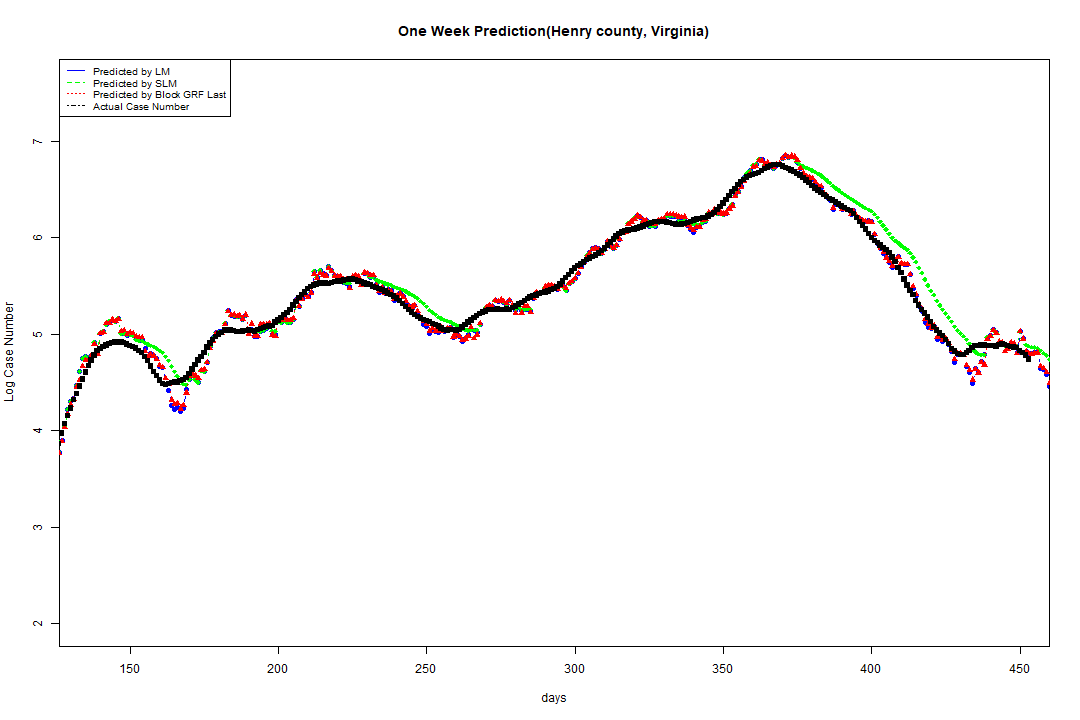 One Week Prediction(Henry county, Virginia)
Predicted by LM
Predicted by SLM
Predicted by Block GRF Last
Actual Case Number
7
6
5
4
3
2
Log Case Number
150 200 250 300 350 400 450
days